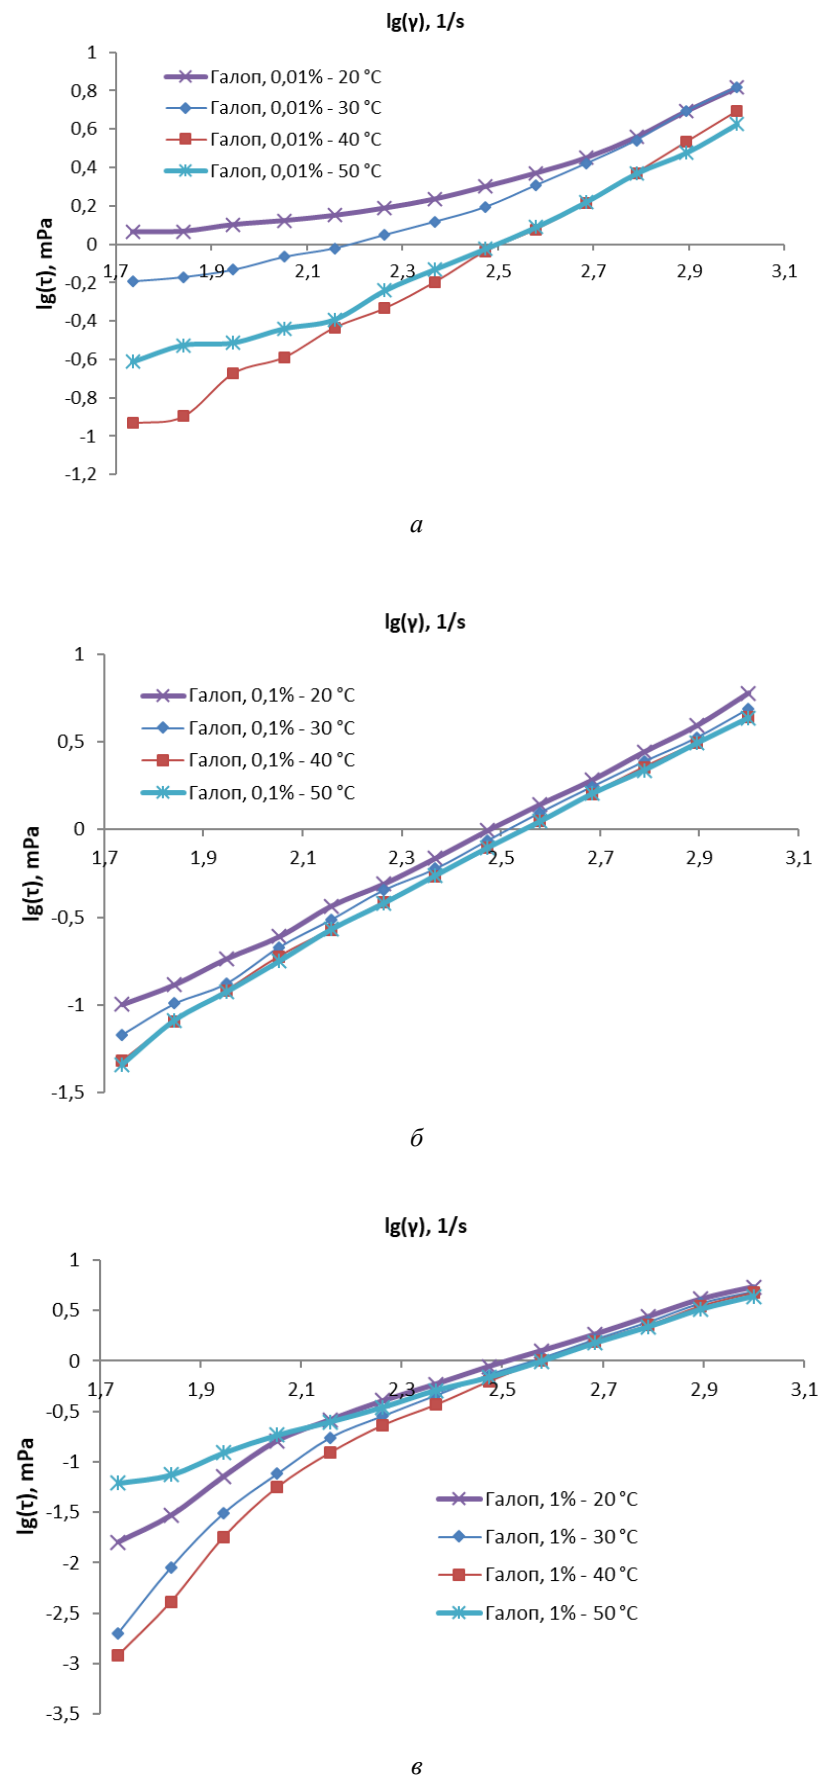 lg(γ), 1/s
1
0,8
0,6
0,4
0,2
0
-0,2
-0,4
-0,6
-0,8
-1
-1,2
lg(τ), mPa
1,7 1,9 2,1 2,3 2,5 2,7 2,9 3,1
Галоп, 0,01% - 20 °C
Галоп, 0,01% - 30 °C
Галоп, 0,01% - 40 °C
Галоп, 0,01% - 50 °C
а
lg(γ), 1/s
1
0,5
0
-0,5
-1
-1,5
lg(τ), mPa
1,7 1,9 2,1 2,3 2,5 2,7 2,9 3,1
Галоп, 0,1% - 20 °C
Галоп, 0,1% - 30 °C
Галоп, 0,1% - 40 °C
Галоп, 0,1% - 50 °C
б
lg(γ), 1/s
1
0,5
0
-0,5
-1
-1,5
-2
-2,5
-3
-3,5
lg(τ), mPa
1,7 1,9 2,1 2,3 2,5 2,7 2,9 3,1
Галоп, 1% - 20 °C
Галоп, 1% - 30 °C
Галоп, 1% - 40 °C
Галоп, 1% - 50 °C
в